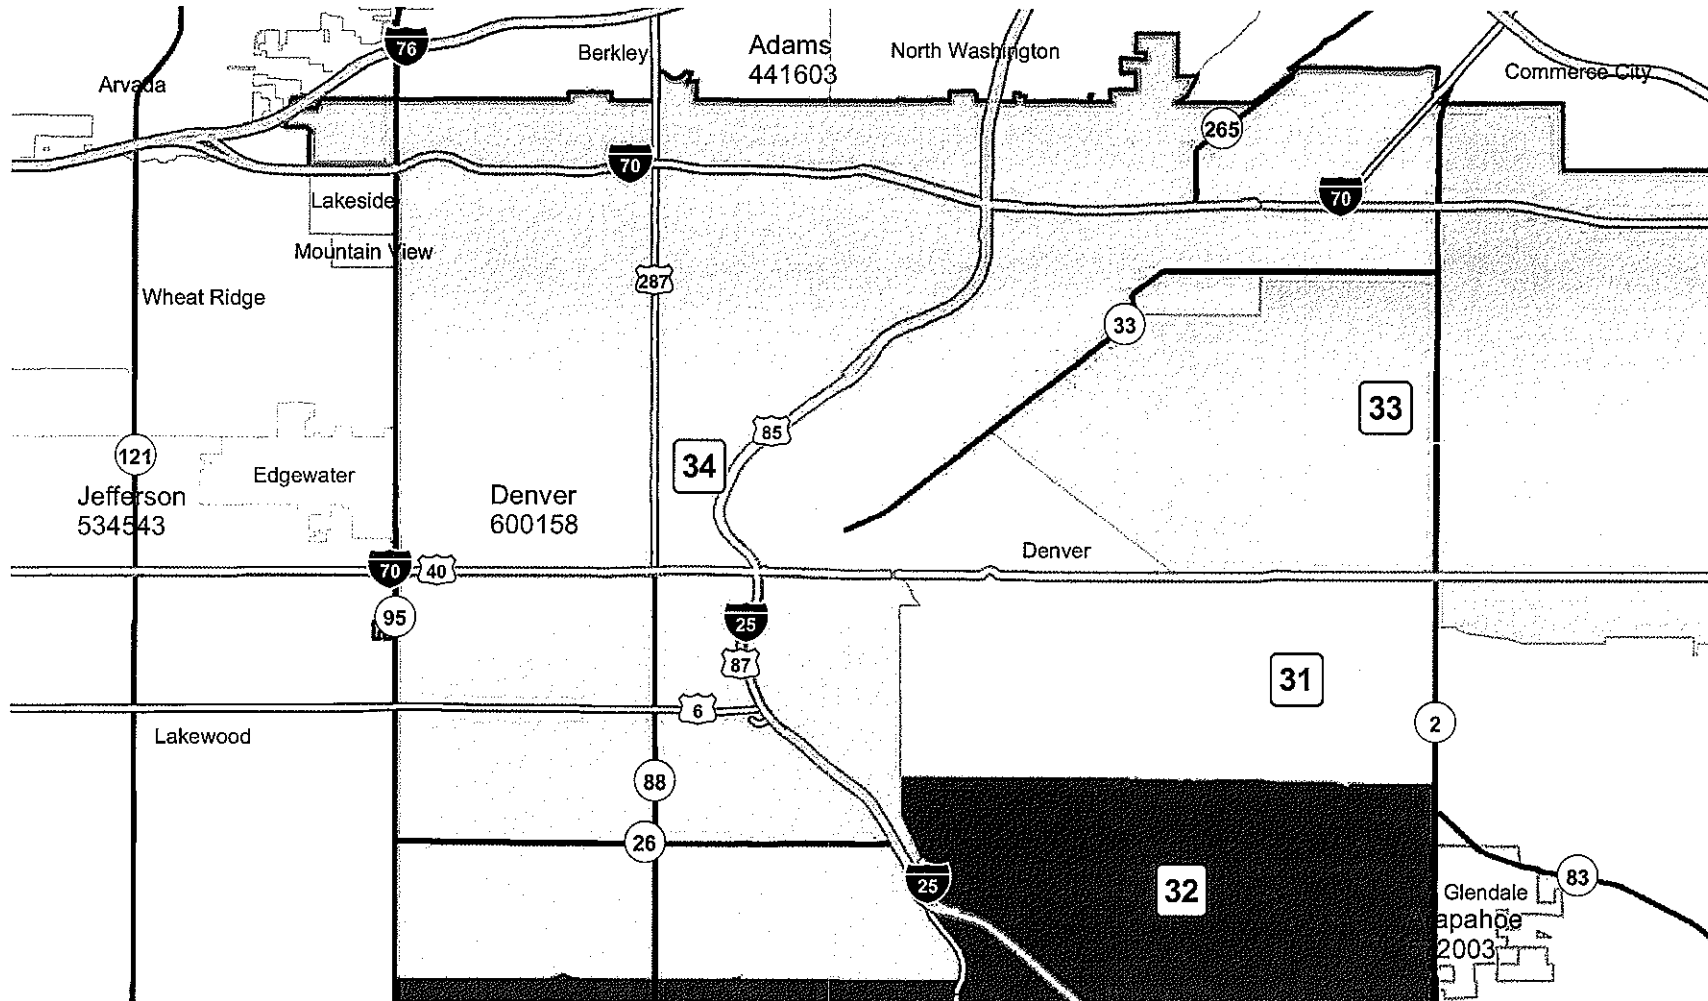 76
Berkley
Adams
441603
North Washington
Commerce City
Arvada
265
70
70
Lakeside
Mountain View
287
Wheat Ridge
33
33
85
121
34
Edgewater
Jefferson
534543
Denver
600158
Denver
70
40
95
25
87
31
6
2
Lakewood
88
26
25
32
83
Glendale
apahoe
2003